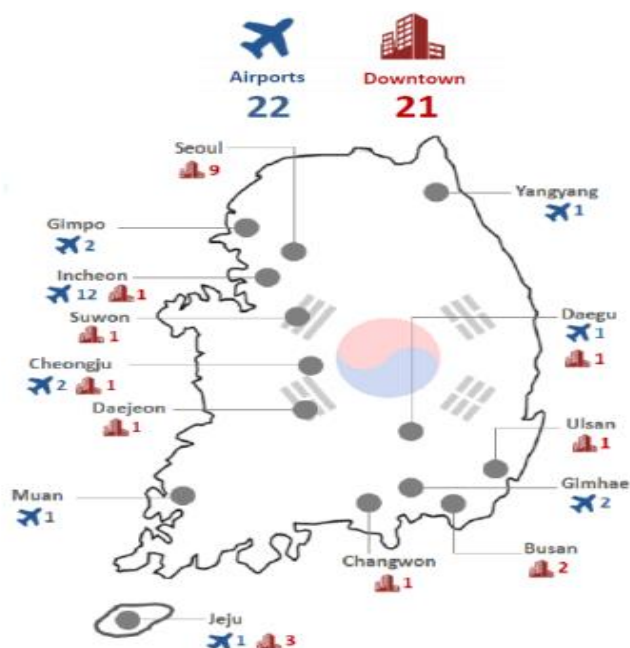 Airports Downtown
22 21
Seoul
9
Yangyang
1
Gimpo
2
Incheon
12 1
Suwon
1
Daegu
1
1
Cheongju
2 1
Daejeon
1
Ulsan
1
Muan
1
Gimhae
2
Changwon
1
Busan
2
Jeju
1 3